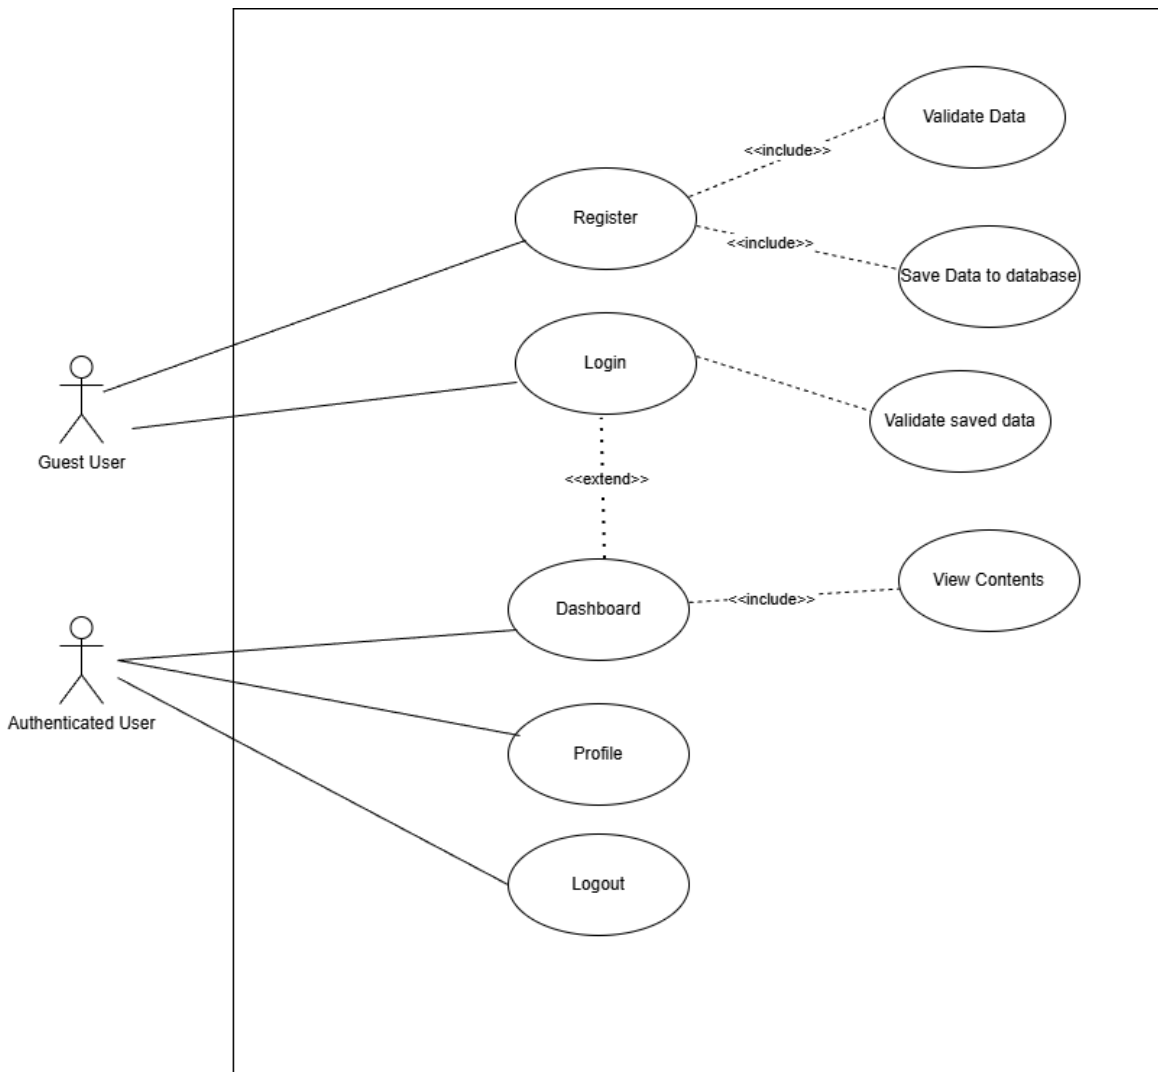 Validate Data
<<include>>
Register
<<include>>
Save Data to database
Login
Validate saved data
Guest User
<<extend>>
View Contents
Dashboard
<<include>>
Authenticated User
Profile
Logout